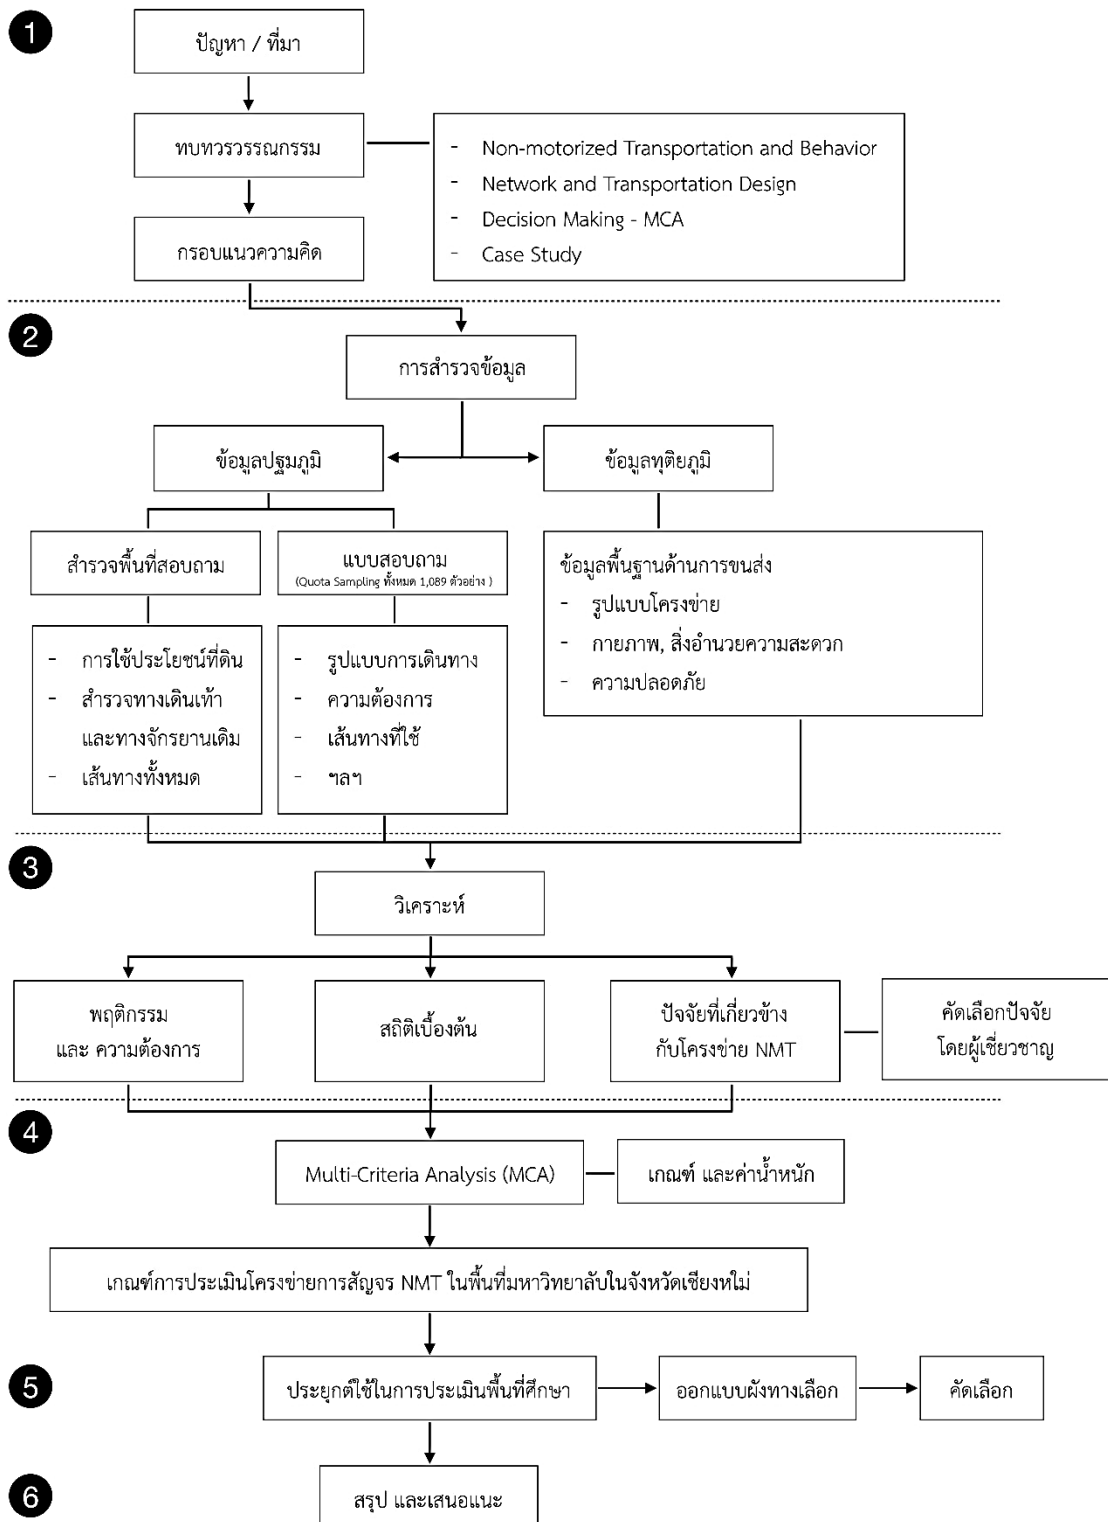 1
ปัญหา / ที่มา
ทบทวรวรรณกรรม
- Non-motorized Transportation and Behavior
- Network and Transportation Design
- Decision Making - MCA
- Case Study
กรอบแนวความคิด
2
การสำรวจข้อมูล
ข้อมูลปฐมภูมิ
ข้อมูลทุติยภูมิ
สำรวจพื้นที่สอบถาม
แบบสอบถาม
(Quota Sampling ทั้งหมด 1,089 ตัวอย่าง )
- การใช้ประโยชน์ที่ดิน
- สำรวจทางเดินเท้า
และทางจักรยานเดิม
- เส้นทางทั้งหมด
- รูปแบบการเดินทาง
- ความต้องการ
- เส้นทางที่ใช้
- ฯลฯ
ข้อมูลพื้นฐานด้านการขนส่ง
- รูปแบบโครงข่าย
- กายภาพ, สิ่งอำนวยความสะดวก
- ความปลอดภัย
3
วิเคราะห์
พฤติกรรม
และ ความต้องการ
สถิติเบื้องต้น
ปัจจัยที่เกี่ยวข้าง
กับโครงข่าย NMT
คัดเลือกปัจจัย
โดยผู้เชี่ยวชาญ
4
Multi-Criteria Analysis (MCA)
เกณฑ์ และค่าน้ำหนัก
เกณฑ์การประเมินโครงข่ายการสัญจร NMT ในพื้นที่มหาวิทยาลับในจังหวัดเชียงหใม่
5
ประยุกต์ใช้ในการประเมินพื้นที่ศึกษา
ออกแบบผังทางเลือก
คัดเลือก
6
สรุป และเสนอแนะ